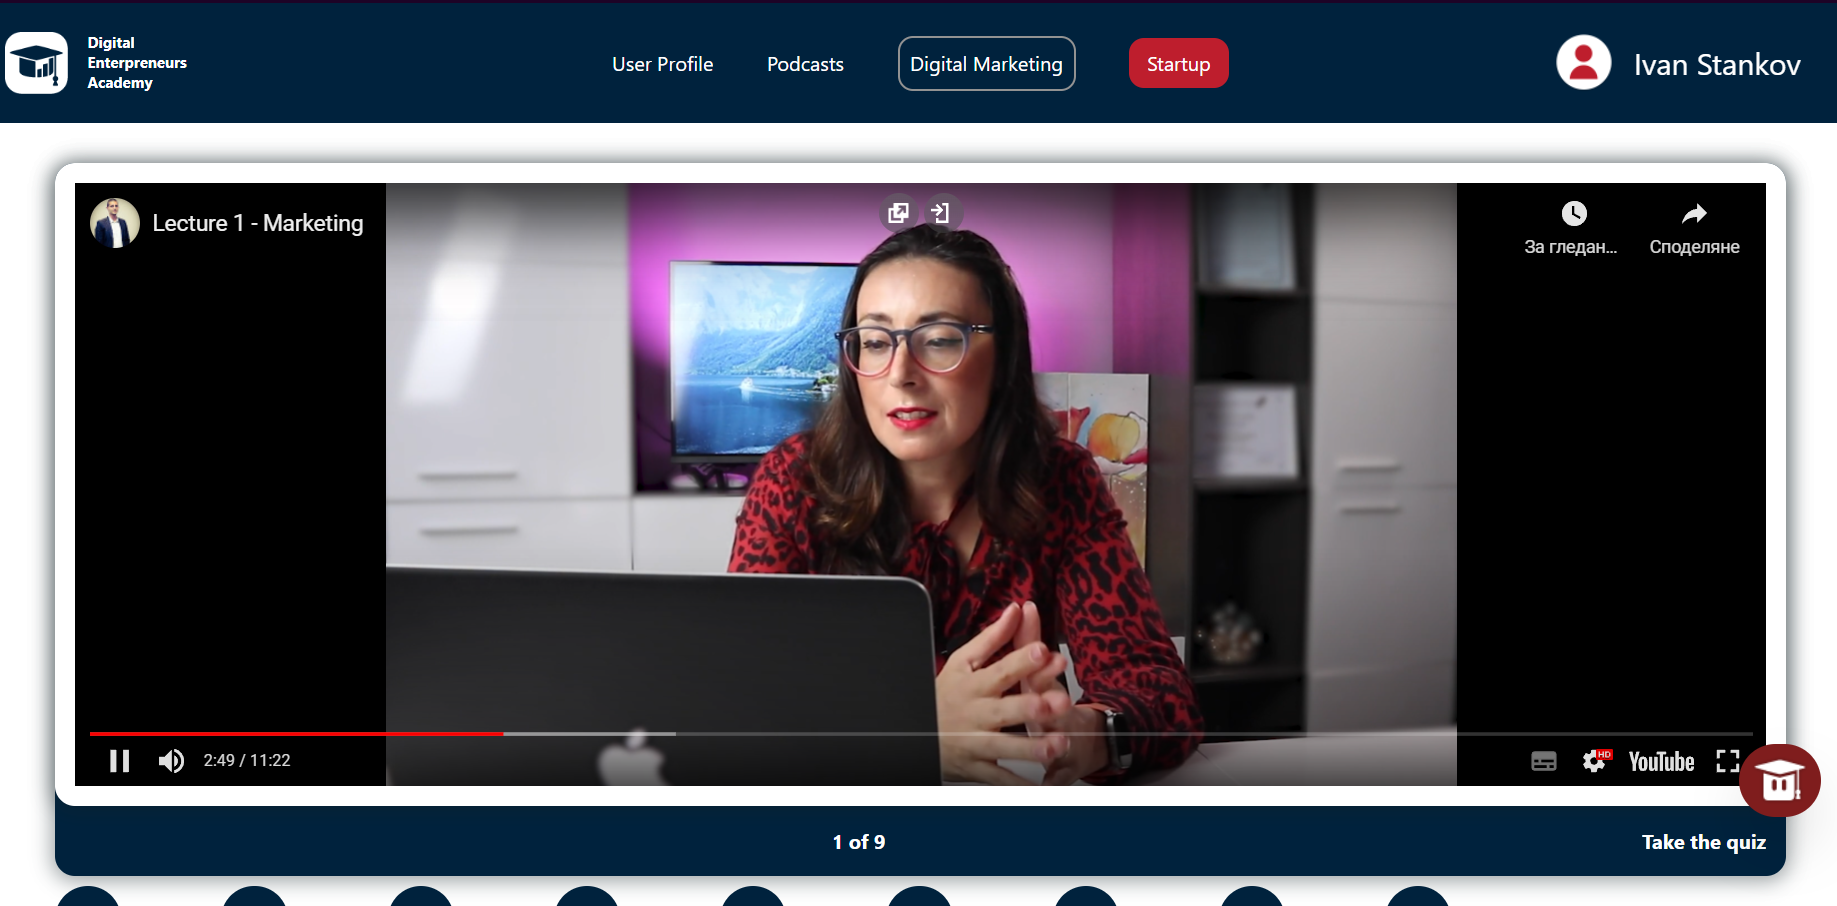 Digital
Enterpreneurs
Academy
User Profile
Podcasts
Digital Marketing
Startup
Ivan Stankov
Lecture 1 - Marketing
За гледан...
Споделяне
2:49 / 11:22
HD
YouTube
1 of 9
Take the quiz